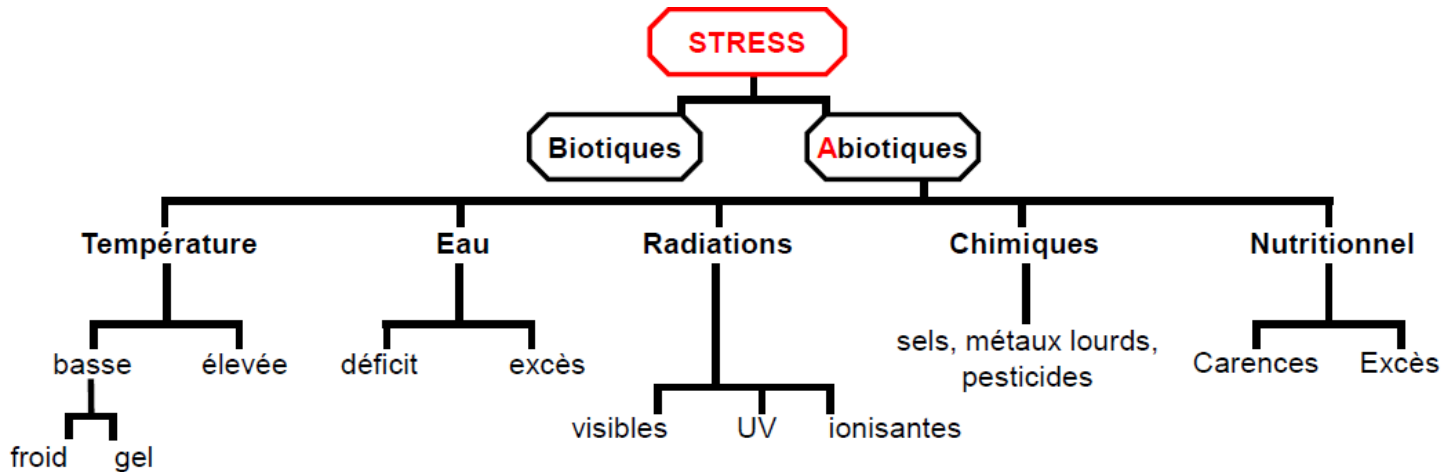 STRESS
Biotiques
Abiotiques
Température
Eau
Radiations
Chimiques
Nutritionnel
basse
élevée
déficit
excès
sels, métaux lourds,
pesticides
Carences
Excès
visibles
UV
ionisantes
froid
gel